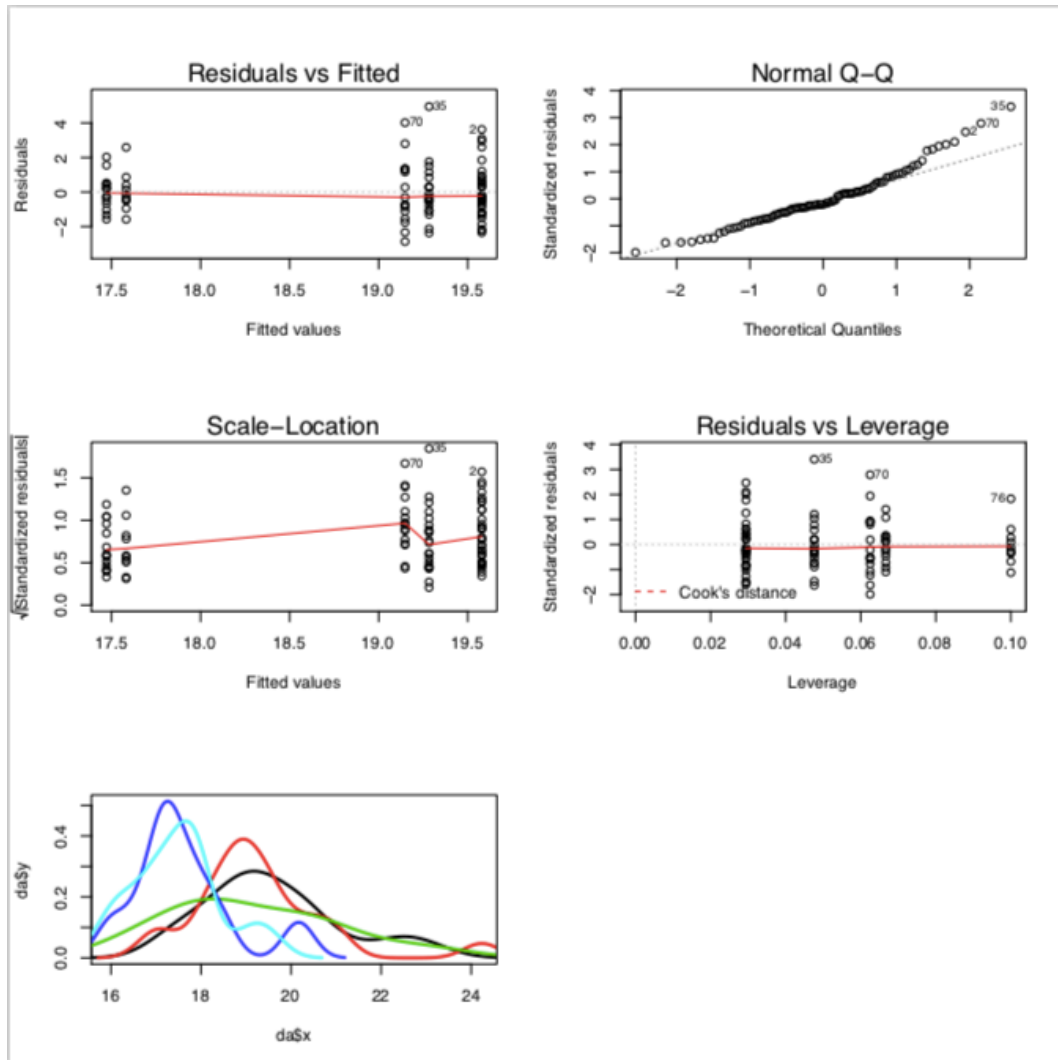 Residuals vs Fitted
Residuals
4
2
0
−2
35
70
2
17.5 18.0 18.5 19.0 19.5
Fitted values
Normal Q−Q
Standardized residuals
4
3
2
1
0
−2
35
70
2
−2 −1 0 1 2
Theoretical Quantiles
Scale−Location
√|Standardized residuals|
1.5
1.0
0.5
0.0
35
70
2
17.5 18.0 18.5 19.0 19.5
Fitted values
Residuals vs Leverage
Standardized residuals
4
3
2
1
0
−2
35
70
76
Cook's distance
0.00 0.02 0.04 0.06 0.08 0.10
Leverage
da$y
0.4
0.2
0.0
16 18 20 22 24
da$x